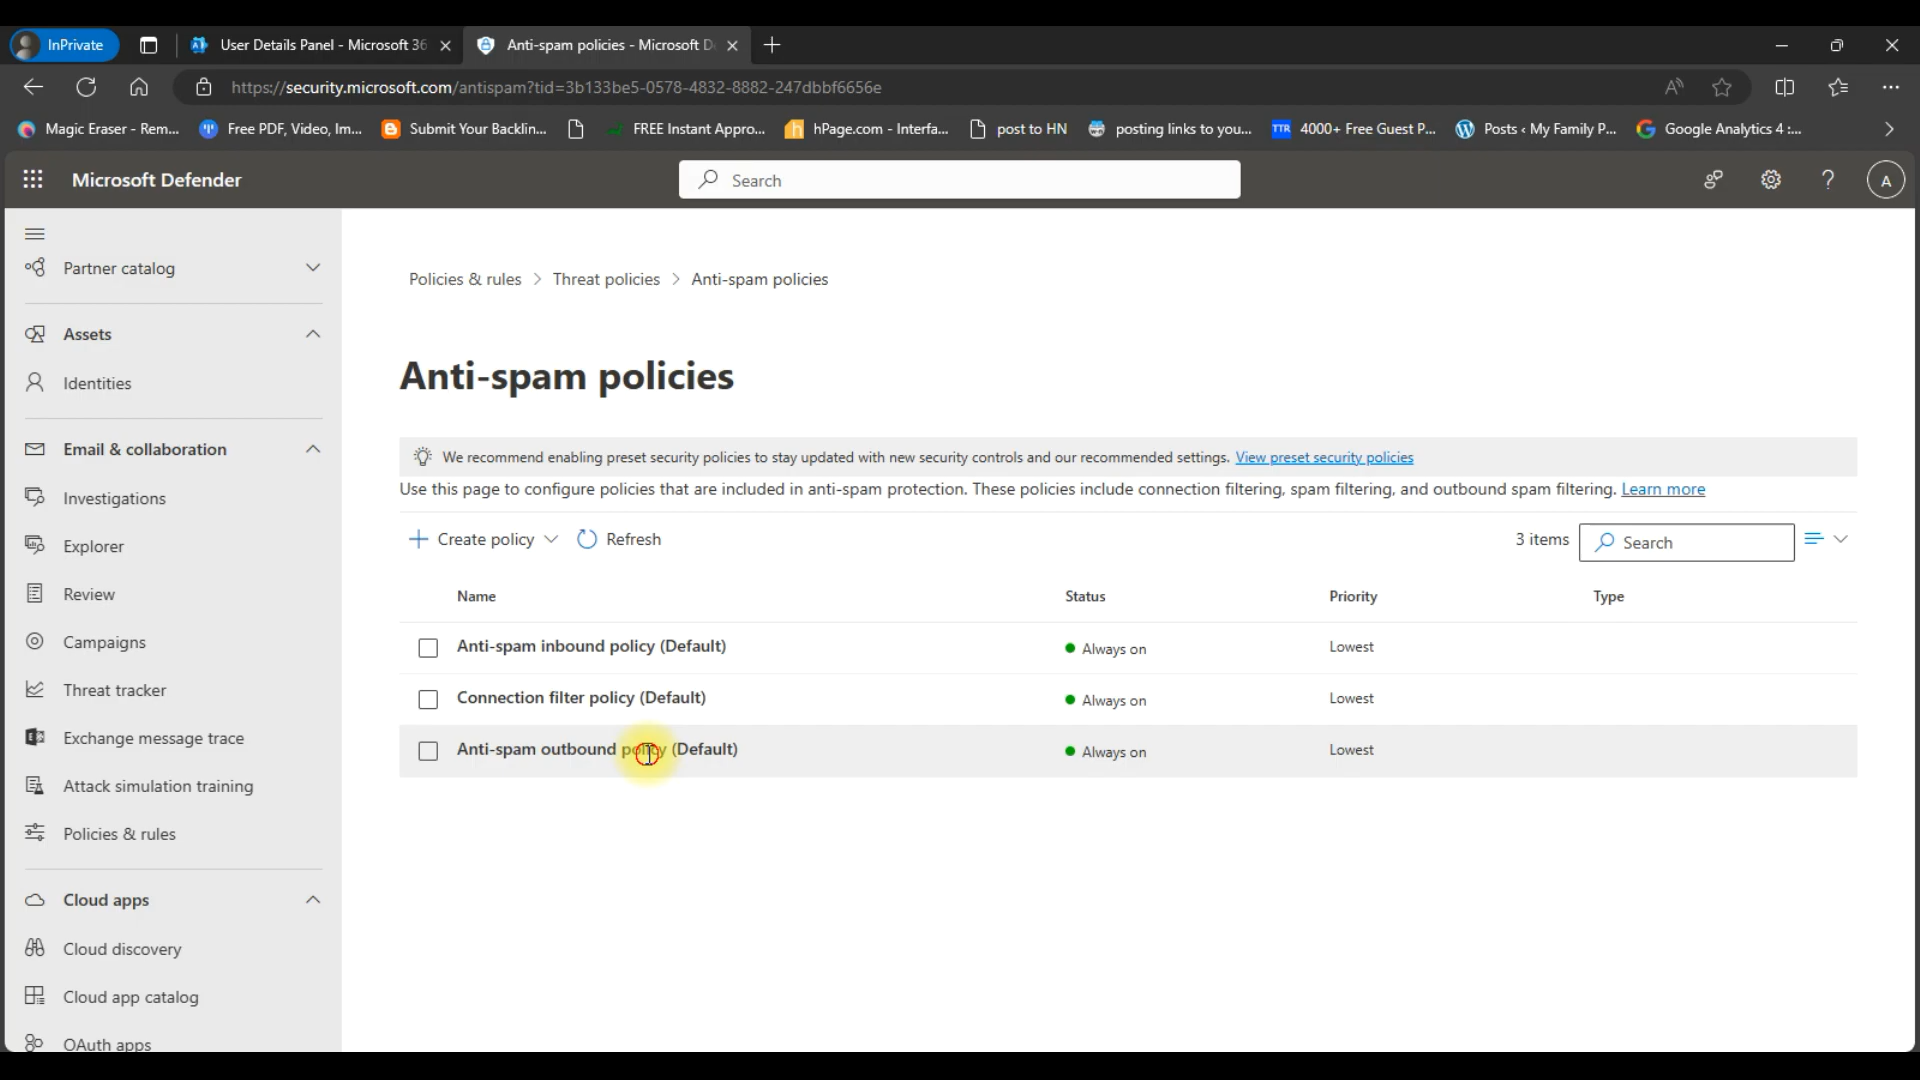 InPrivate
User Details Panel - Microsoft 36
Anti-spam policies - Microsoft D
https://security.microsoft.com/antispam?tid=3b133be5-0578-4832-8882-247dbbf6656e
Magic Eraser - Rem...
Free PDF, Video, Im...
Submit Your Backlin...
FREE Instant Appro...
hPage.com - Interfa...
post to HN
posting links to you...
4000+ Free Guest P...
Posts ‹ My Family P...
Google Analytics 4 :...
Microsoft Defender
Search
A
Partner catalog
Assets
Identities
Email & collaboration
Investigations
Explorer
Review
Campaigns
Threat tracker
Exchange message trace
Attack simulation training
Policies & rules
Cloud apps
Cloud discovery
Cloud app catalog
OAuth apps
Policies & rules > Threat policies > Anti-spam policies
Anti-spam policies
We recommend enabling preset security policies to stay updated with new security controls and our recommended settings. View preset security policies
Use this page to configure policies that are included in anti-spam protection. These policies include connection filtering, spam filtering, and outbound spam filtering. Learn more
Create policy Refresh 3 items Search
Name Status Priority Type
Anti-spam inbound policy (Default) Always on Lowest
Connection filter policy (Default) Always on Lowest
Anti-spam outbound policy (Default) Always on Lowest